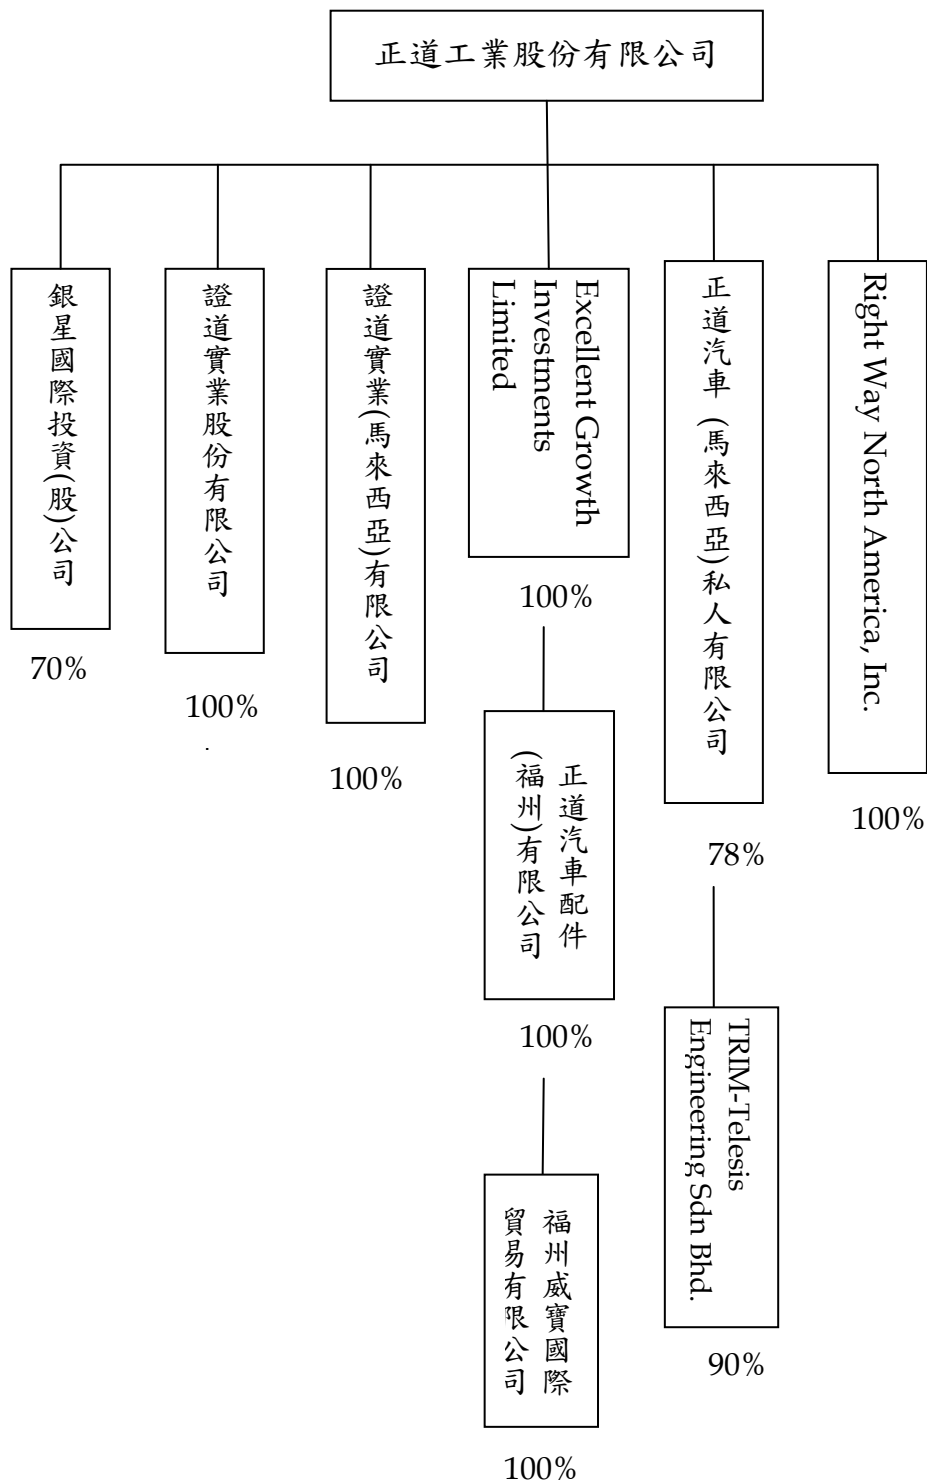 正道工業股份有限公司
銀星國際投資(股)公司
70%
證道實業股份有限公司
100%
.
證道實業(馬來西亞)有限公司
100%
Excellent Growth
Investments
Limited
100%
正道汽車配件
(福州)有限公司
100%
福州威寶國際
貿易有限公司
100%
正道汽車 (馬來西亞)私人有限公司
78%
TRIM-Telesis
Engineering Sdn Bhd.
90%
Right Way North America, Inc.
100%